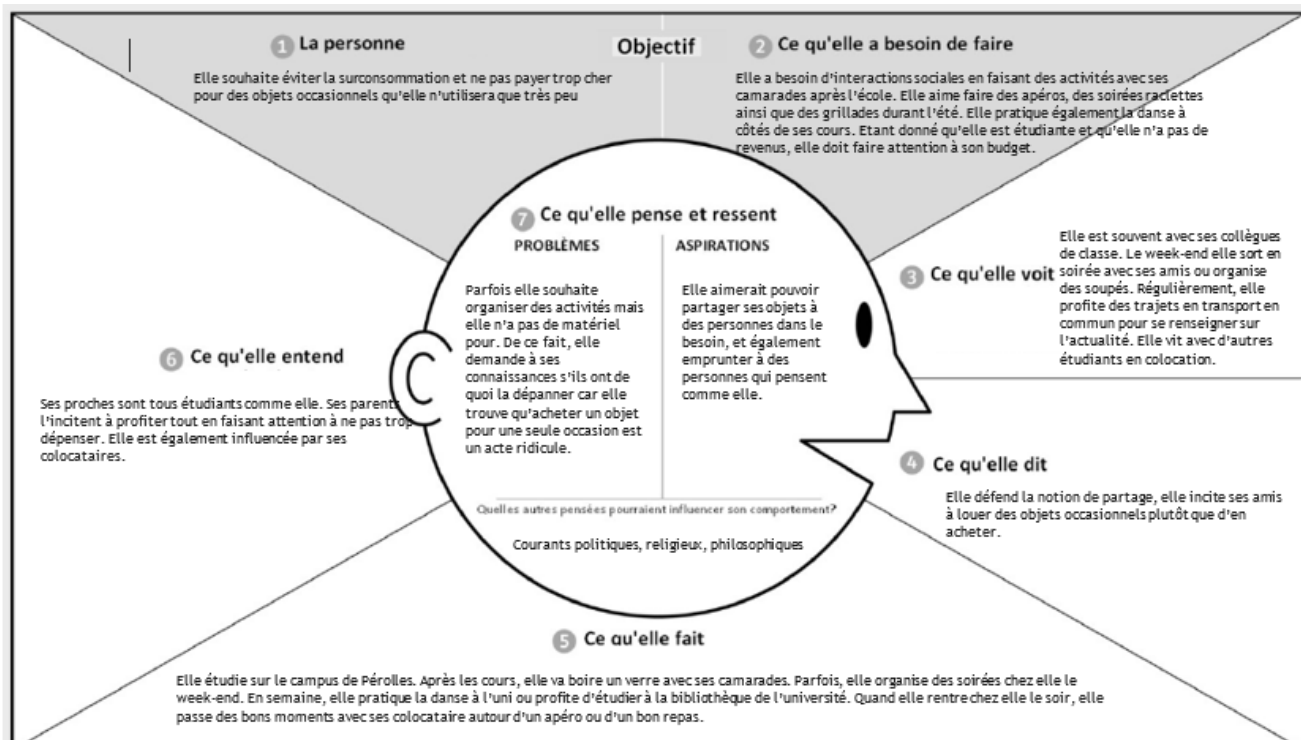 1 La personne
Elle souhaite éviter la surconsommation et ne pas payer trop cher
pour des objets occasionnels qu'elle n'utilisera que très peu
Objectif
2 Ce qu'elle a besoin de faire
Elle a besoin d'interactions sociales en faisant des activités avec ses
camarades après l'école. Elle aime faire des apéros, des soirées raclettes
ainsi que des grillades durant l'été. Elle pratique également la danse à
côtés de ses cours. Etant donné qu'elle est étudiante et qu'elle n'a pas de
revenus, elle doit faire attention à son budget.
7 Ce qu'elle pense et ressent
PROBLÈMES
Parfois elle souhaite
organiser des activités mais
elle n'a pas de matériel
pour. De ce fait, elle
demande à ses
connaissances s'ils ont de
quoi la dépanner car elle
trouve qu'acheter un objet
pour une seule occasion est
un acte ridicule.
ASPIRATIONS
Elle aimerait pouvoir
partager ses objets à
des personnes dans le
besoin, et également
emprunter à des
personnes qui pensent
comme elle.
Quelles autres pensées pourraient influencer son comportement?
Courants politiques, religieux, philosophiques
3 Ce qu'elle voit
Elle est souvent avec ses collègues
de classe. Le week-end elle sort en
soirée avec ses amis ou organise
des soupés. Régulièrement, elle
profite des trajets en transport en
commun pour se renseigner sur
l'actualité. Elle vit avec d'autres
étudiants en colocation.
4 Ce qu'elle dit
Elle défend la notion de partage, elle incite ses amis
à louer des objets occasionnels plutôt que d'en
acheter.
5 Ce qu'elle fait
Elle étudie sur le campus de Pérolles. Après les cours, elle va boire un verre avec ses camarades. Parfois, elle organise des soirées chez elle le
week-end. En semaine, elle pratique la danse à l'uni ou profite d'étudier à la bibliothèque de l'université. Quand elle rentre chez elle le soir, elle
passe des bons moments avec ses colocataire autour d'un apéro ou d'un bon repas.
6 Ce qu'elle entend
Ses proches sont tous étudiants comme elle. Ses parents
l'incitent à profiter tout en faisant attention à ne pas trop
dépenser. Elle est également influencée par ses
colocataires.